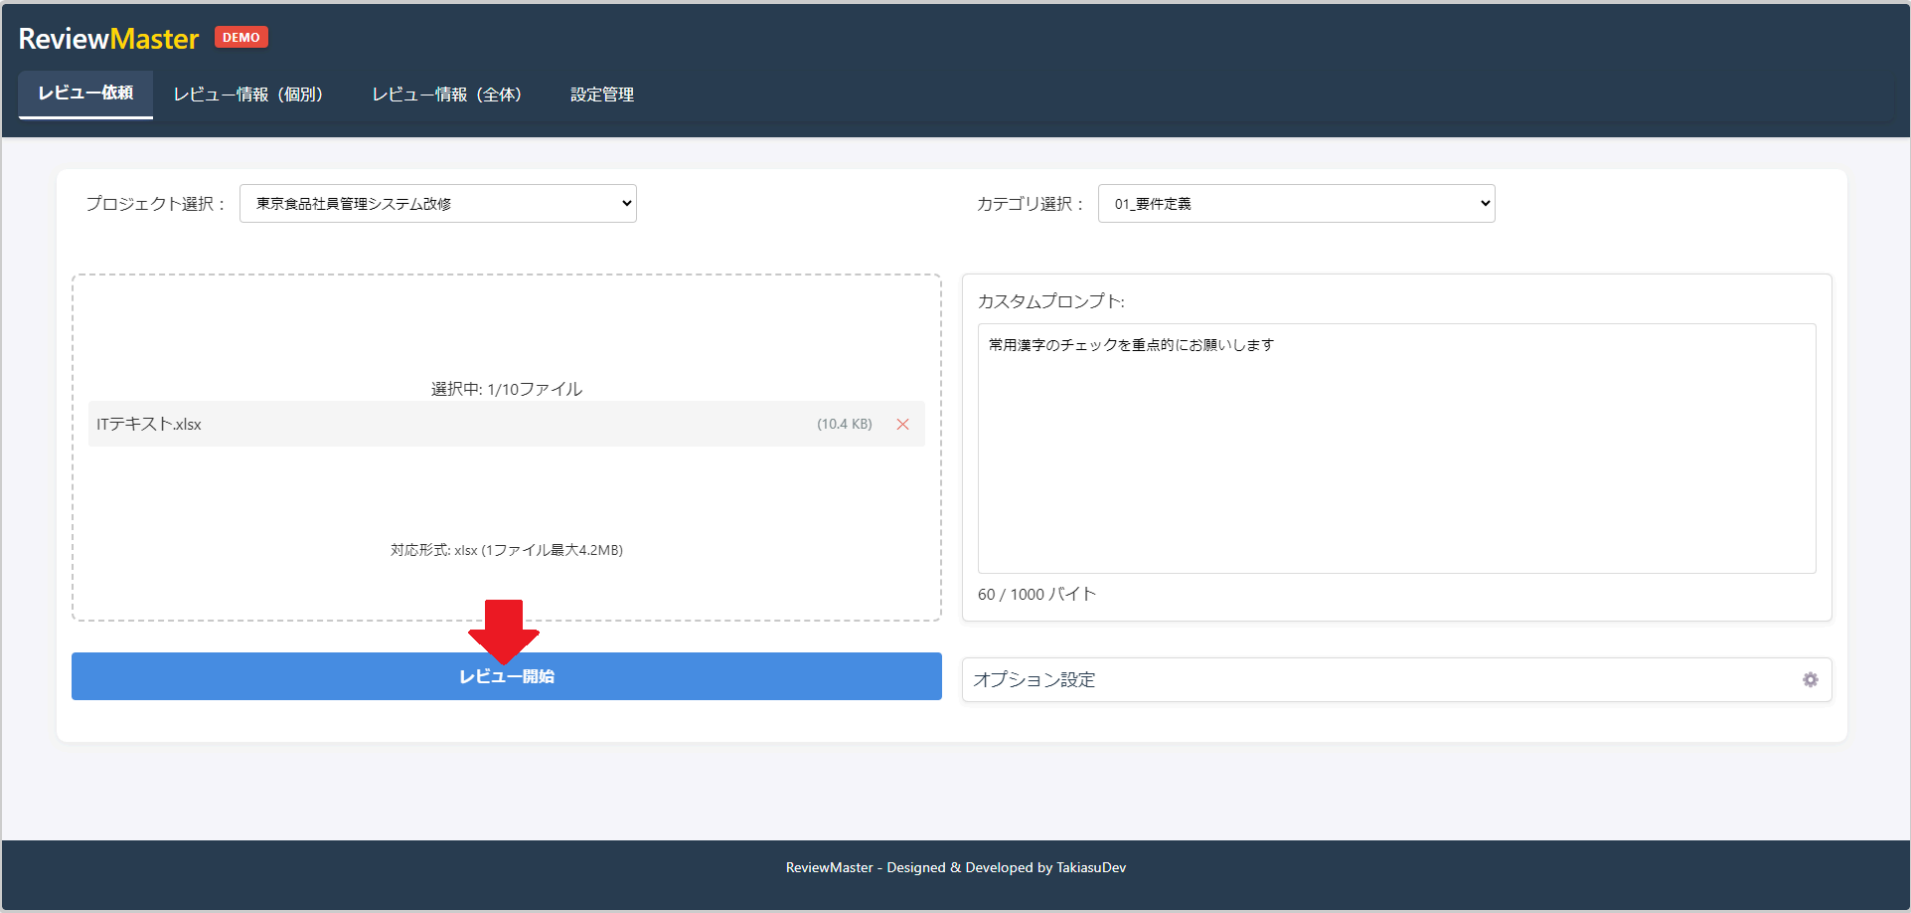 ReviewMaster DEMO
レビュー依頼 レビュー情報（個別） レビュー情報（全体） 設定管理
プロジェクト選択： 東京食品社員管理システム改修
カテゴリ選択： 01_要件定義
選択中: 1/10ファイル
ITテキスト.xlsx (10.4 KB)
対応形式: xlsx (1ファイル最大4.2MB)
レビュー開始
カスタムプロンプト:
常用漢字のチェックを重点的にお願いします
60 / 1000 バイト
オプション設定
ReviewMaster - Designed & Developed by TakiasuDev